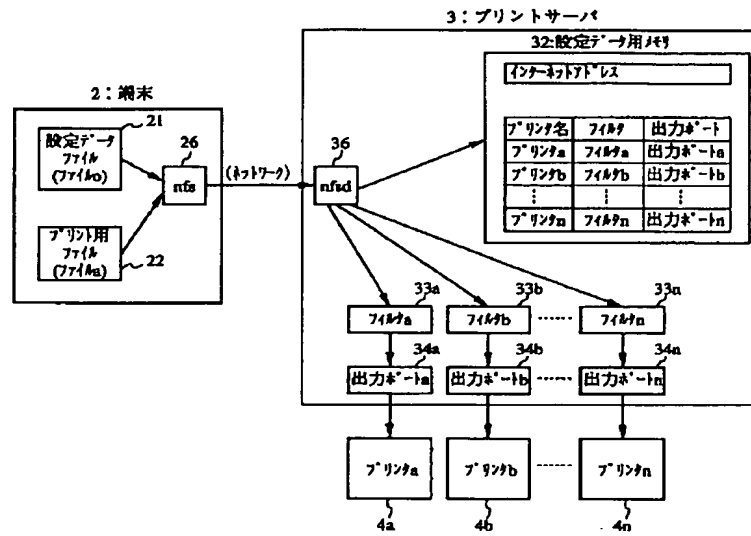 3:プリントサーバ
32:設定データ用メモリ
インターネットアドレス
プリンタ名 フィルタ 出力ポート
プリンタa フィルタa 出力ポートa
プリンタb フィルタb 出力ポートb
プリンタn フィルタn 出力ポートn
2:端末
21
設定データ
ファイル
(ファイルb)
26
nfs
(ネットワーク)
36
nfsd
プリント用
ファイル
(ファイルa)
22
33a 33b 33n
フィルタa フィルタb フィルタn
34a 34b 34n
出力ポートa 出力ポートb 出力ポートn
プリンタa プリンタb プリンタn
4a 4b 4n